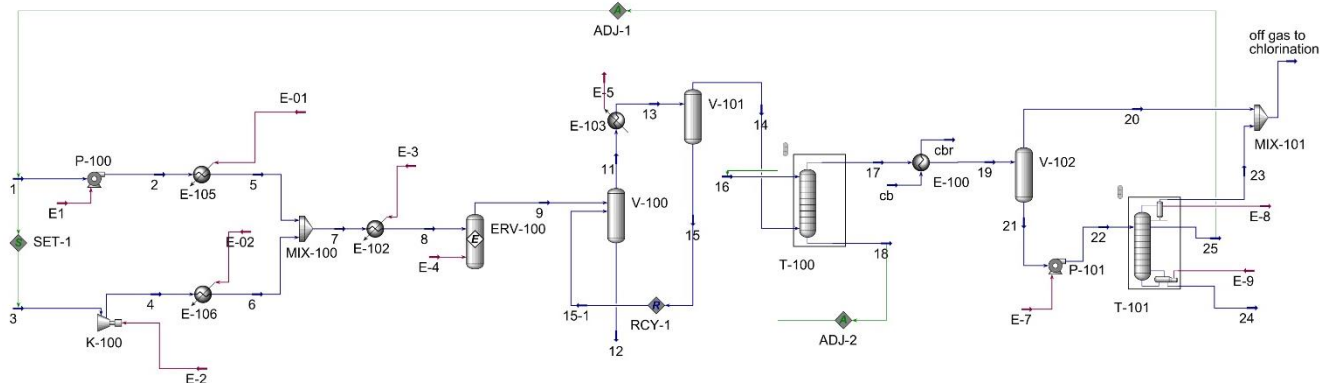 ADJ-1
off gas to
chlorination
E-01
E-5
13
V-101
20
P-100
E-3
E-103
14
MIX-101
1
2
5
11
cbr
V-102
E-105
16
17
19
23
E1
cb
E-100
E-8
SET-1
E-02
MIX-100
7
8
ERV-100
9
V-100
15
21
22
25
E-102
E-4
T-100
18
P-101
E-9
3
4
6
E-106
15-1
RCY-1
E-7
T-101
24
K-100
12
ADJ-2
E-2
S
A
E
R
A